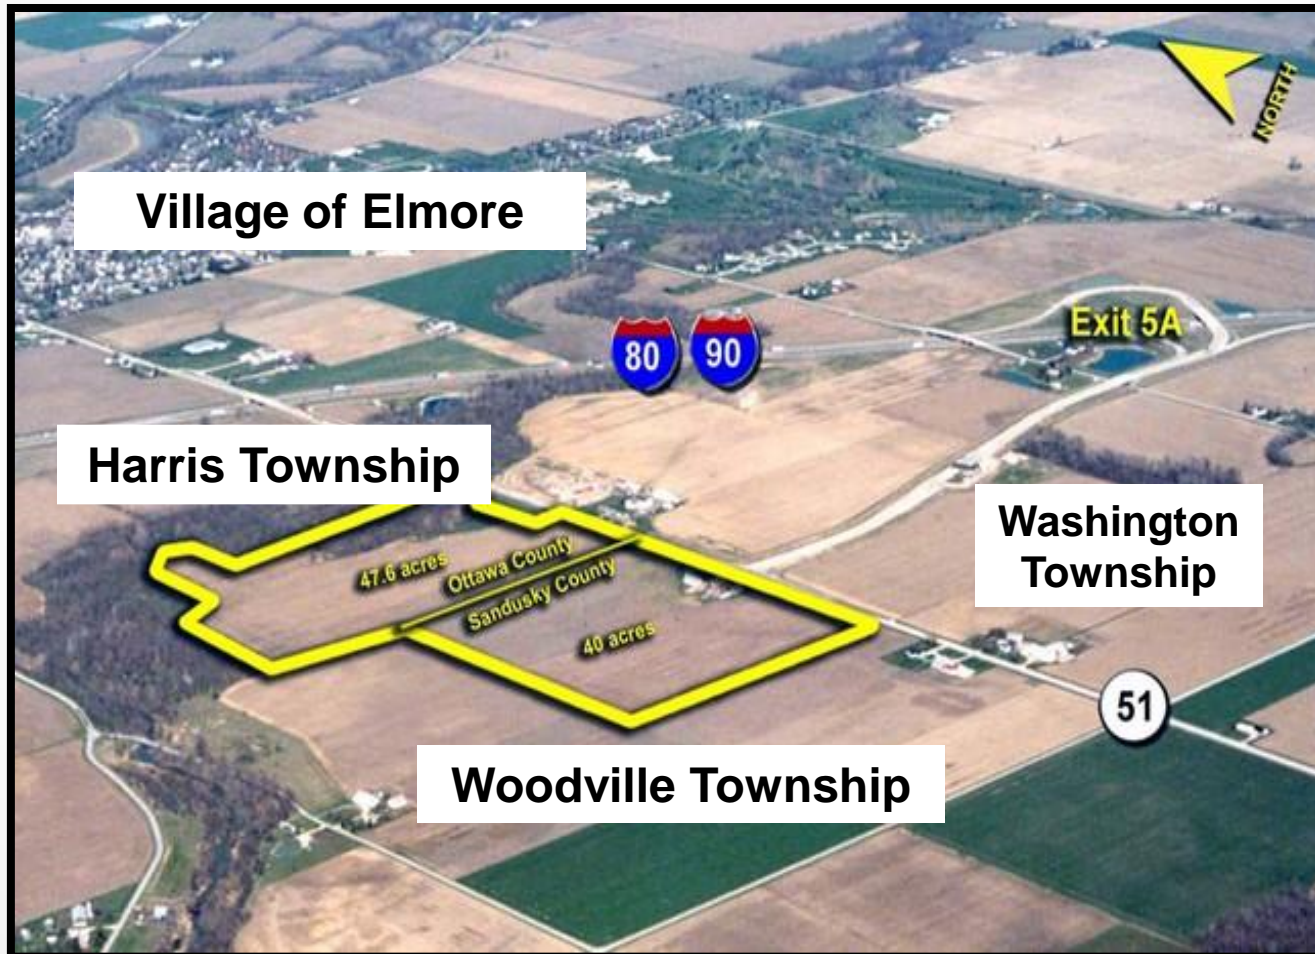 NORTH
Village of Elmore
Exit 5A
80
90
Harris Township
Washington
Township
47.6 acres
Ottawa County
Sandusky County
40 acres
51
Woodville Township